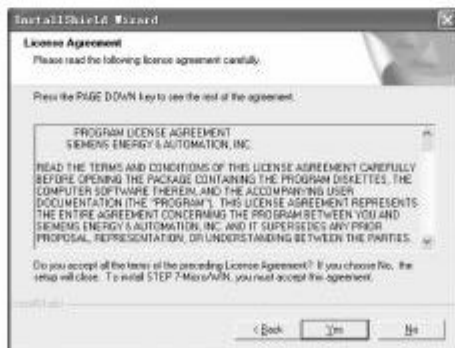 InstallShield Wizard
License Agreement
Please read the following license agreement carefully.
Press the PAGE DOWN key to see the rest of the agreement.
PROGRAM LICENSE AGREEMENT
SIEMENS ENERGY & AUTOMATION, INC.
READ THE TERMS AND CONDITIONS OF THIS LICENSE AGREEMENT CAREFULLY
BEFORE OPENING THE PACKAGE CONTAINING THE PROGRAM DISKETTES, THE
COMPUTER SOFTWARE THEREIN, AND THE ACCOMPANYING USER
DOCUMENTATION (THE "PROGRAM"). THIS LICENSE AGREEMENT REPRESENTS
THE ENTIRE AGREEMENT CONCERNING THE PROGRAM BETWEEN YOU AND
SIEMENS ENERGY & AUTOMATION, INC. AND IT SUPERSEDES ANY PRIOR
PROPOSAL, REPRESENTATION, OR UNDERSTANDING BETWEEN THE PARTIES.
Do you accept all the terms of the preceding License Agreement? If you choose No, the
setup will close. To install STEP 7-Micro/WIN, you must accept this agreement.
< Back Yes No